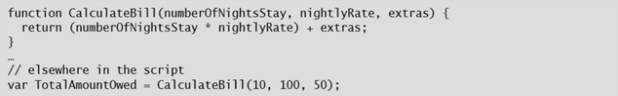 function CalculateBill(numberOfNightsStay, nightlyRate, extras) {
  return (numberOfNightsStay * nightlyRate) + extras;
}
…
// elsewhere in the script
var TotalAmountOwed = CalculateBill(10, 100, 50);